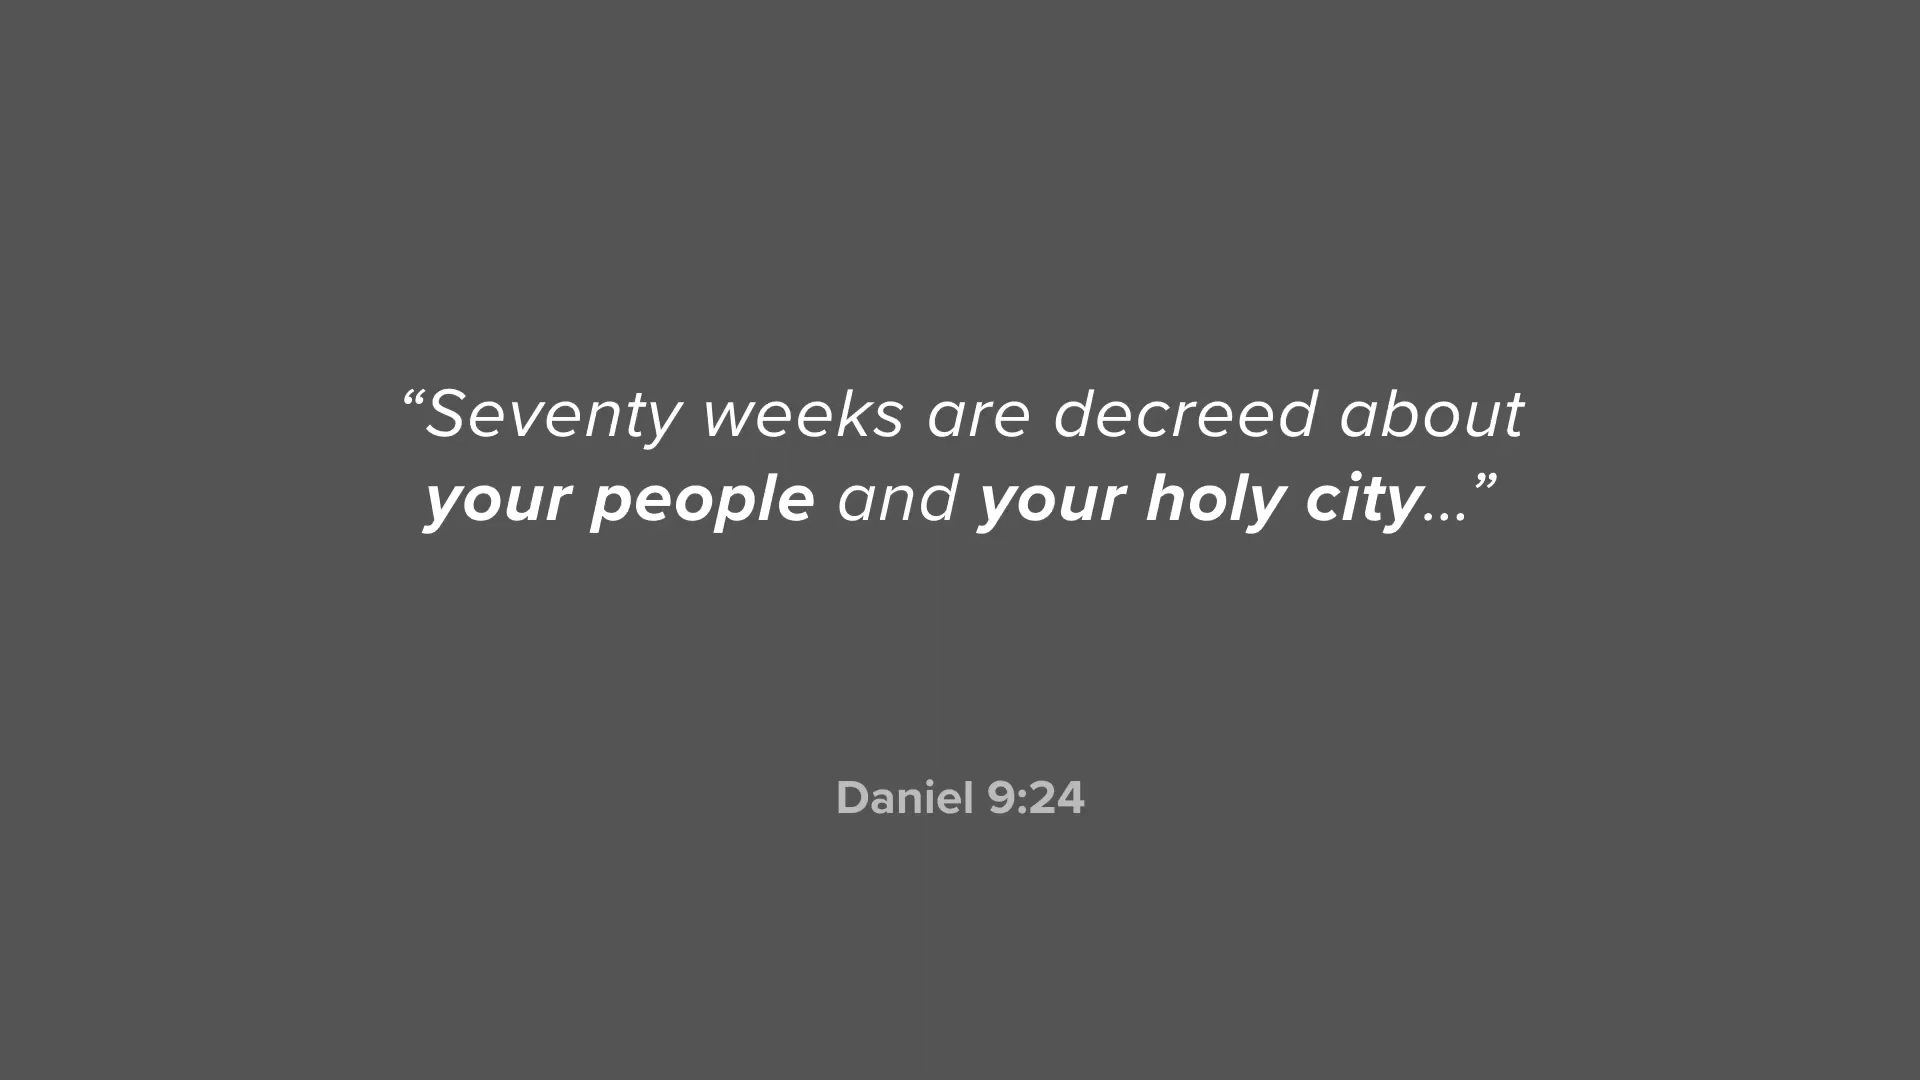 “Seventy weeks are decreed about
your people and your holy city...”
Daniel 9:24